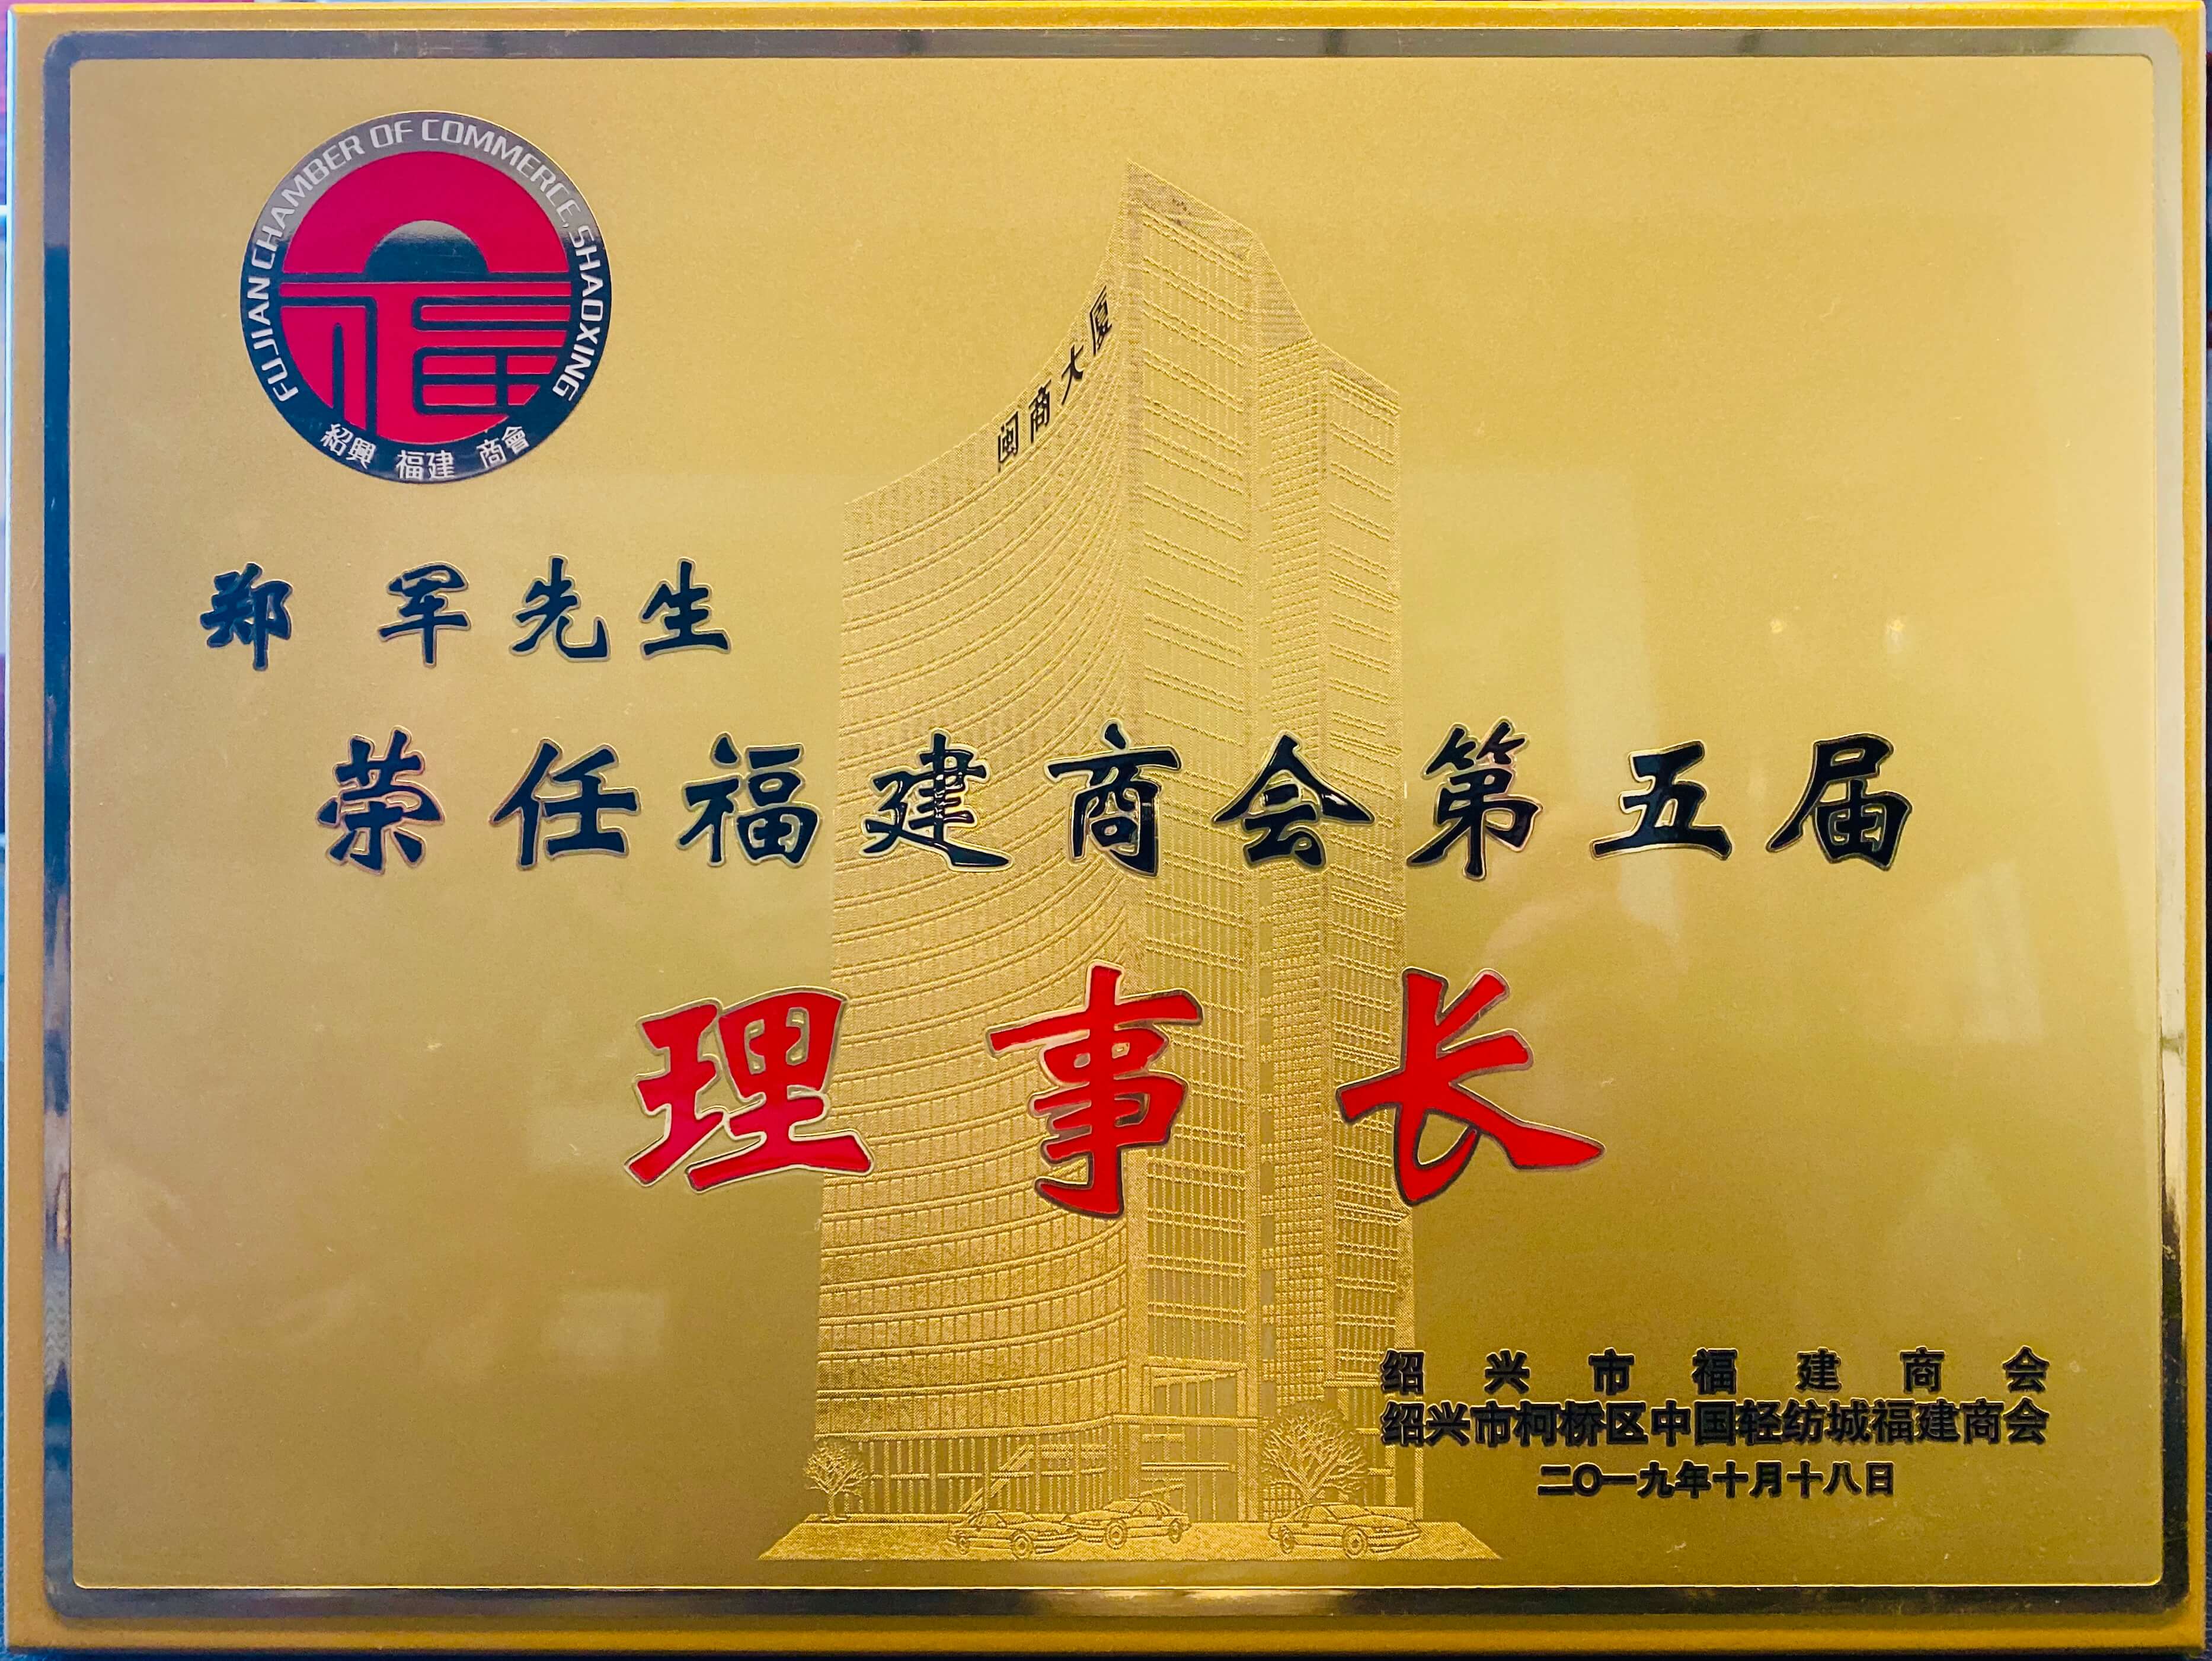 FUJIAN CHAMBER OF COMMERCE, SHAOXING
紹興 福建 商會
閩商大厦
郑 军先生
荣任福建商会第五届
理事长
绍兴市福建商会
绍兴市柯桥区中国轻纺城福建商会
二〇一九年十月十八日